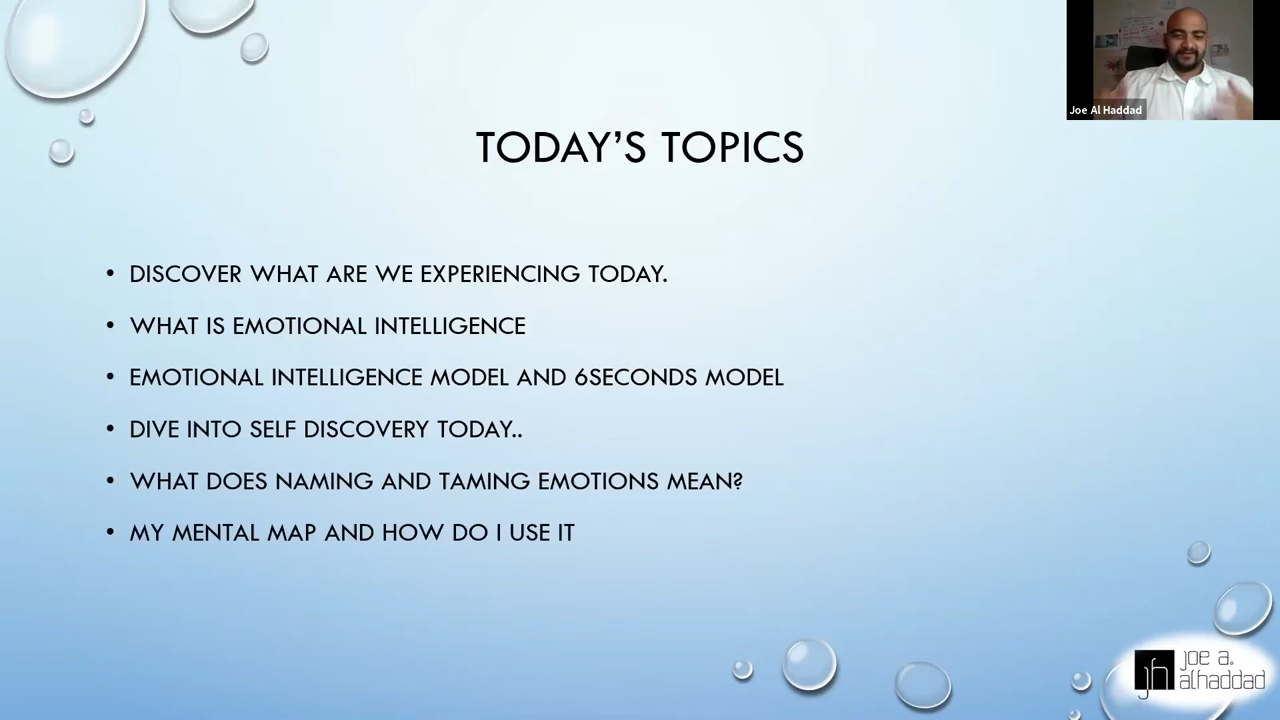 Joe Al Haddad
TODAY’S TOPICS
• DISCOVER WHAT ARE WE EXPERIENCING TODAY.
• WHAT IS EMOTIONAL INTELLIGENCE
• EMOTIONAL INTELLIGENCE MODEL AND 6SECONDS MODEL
• DIVE INTO SELF DISCOVERY TODAY..
• WHAT DOES NAMING AND TAMING EMOTIONS MEAN?
• MY MENTAL MAP AND HOW DO I USE IT
jh joe a.
alhaddad